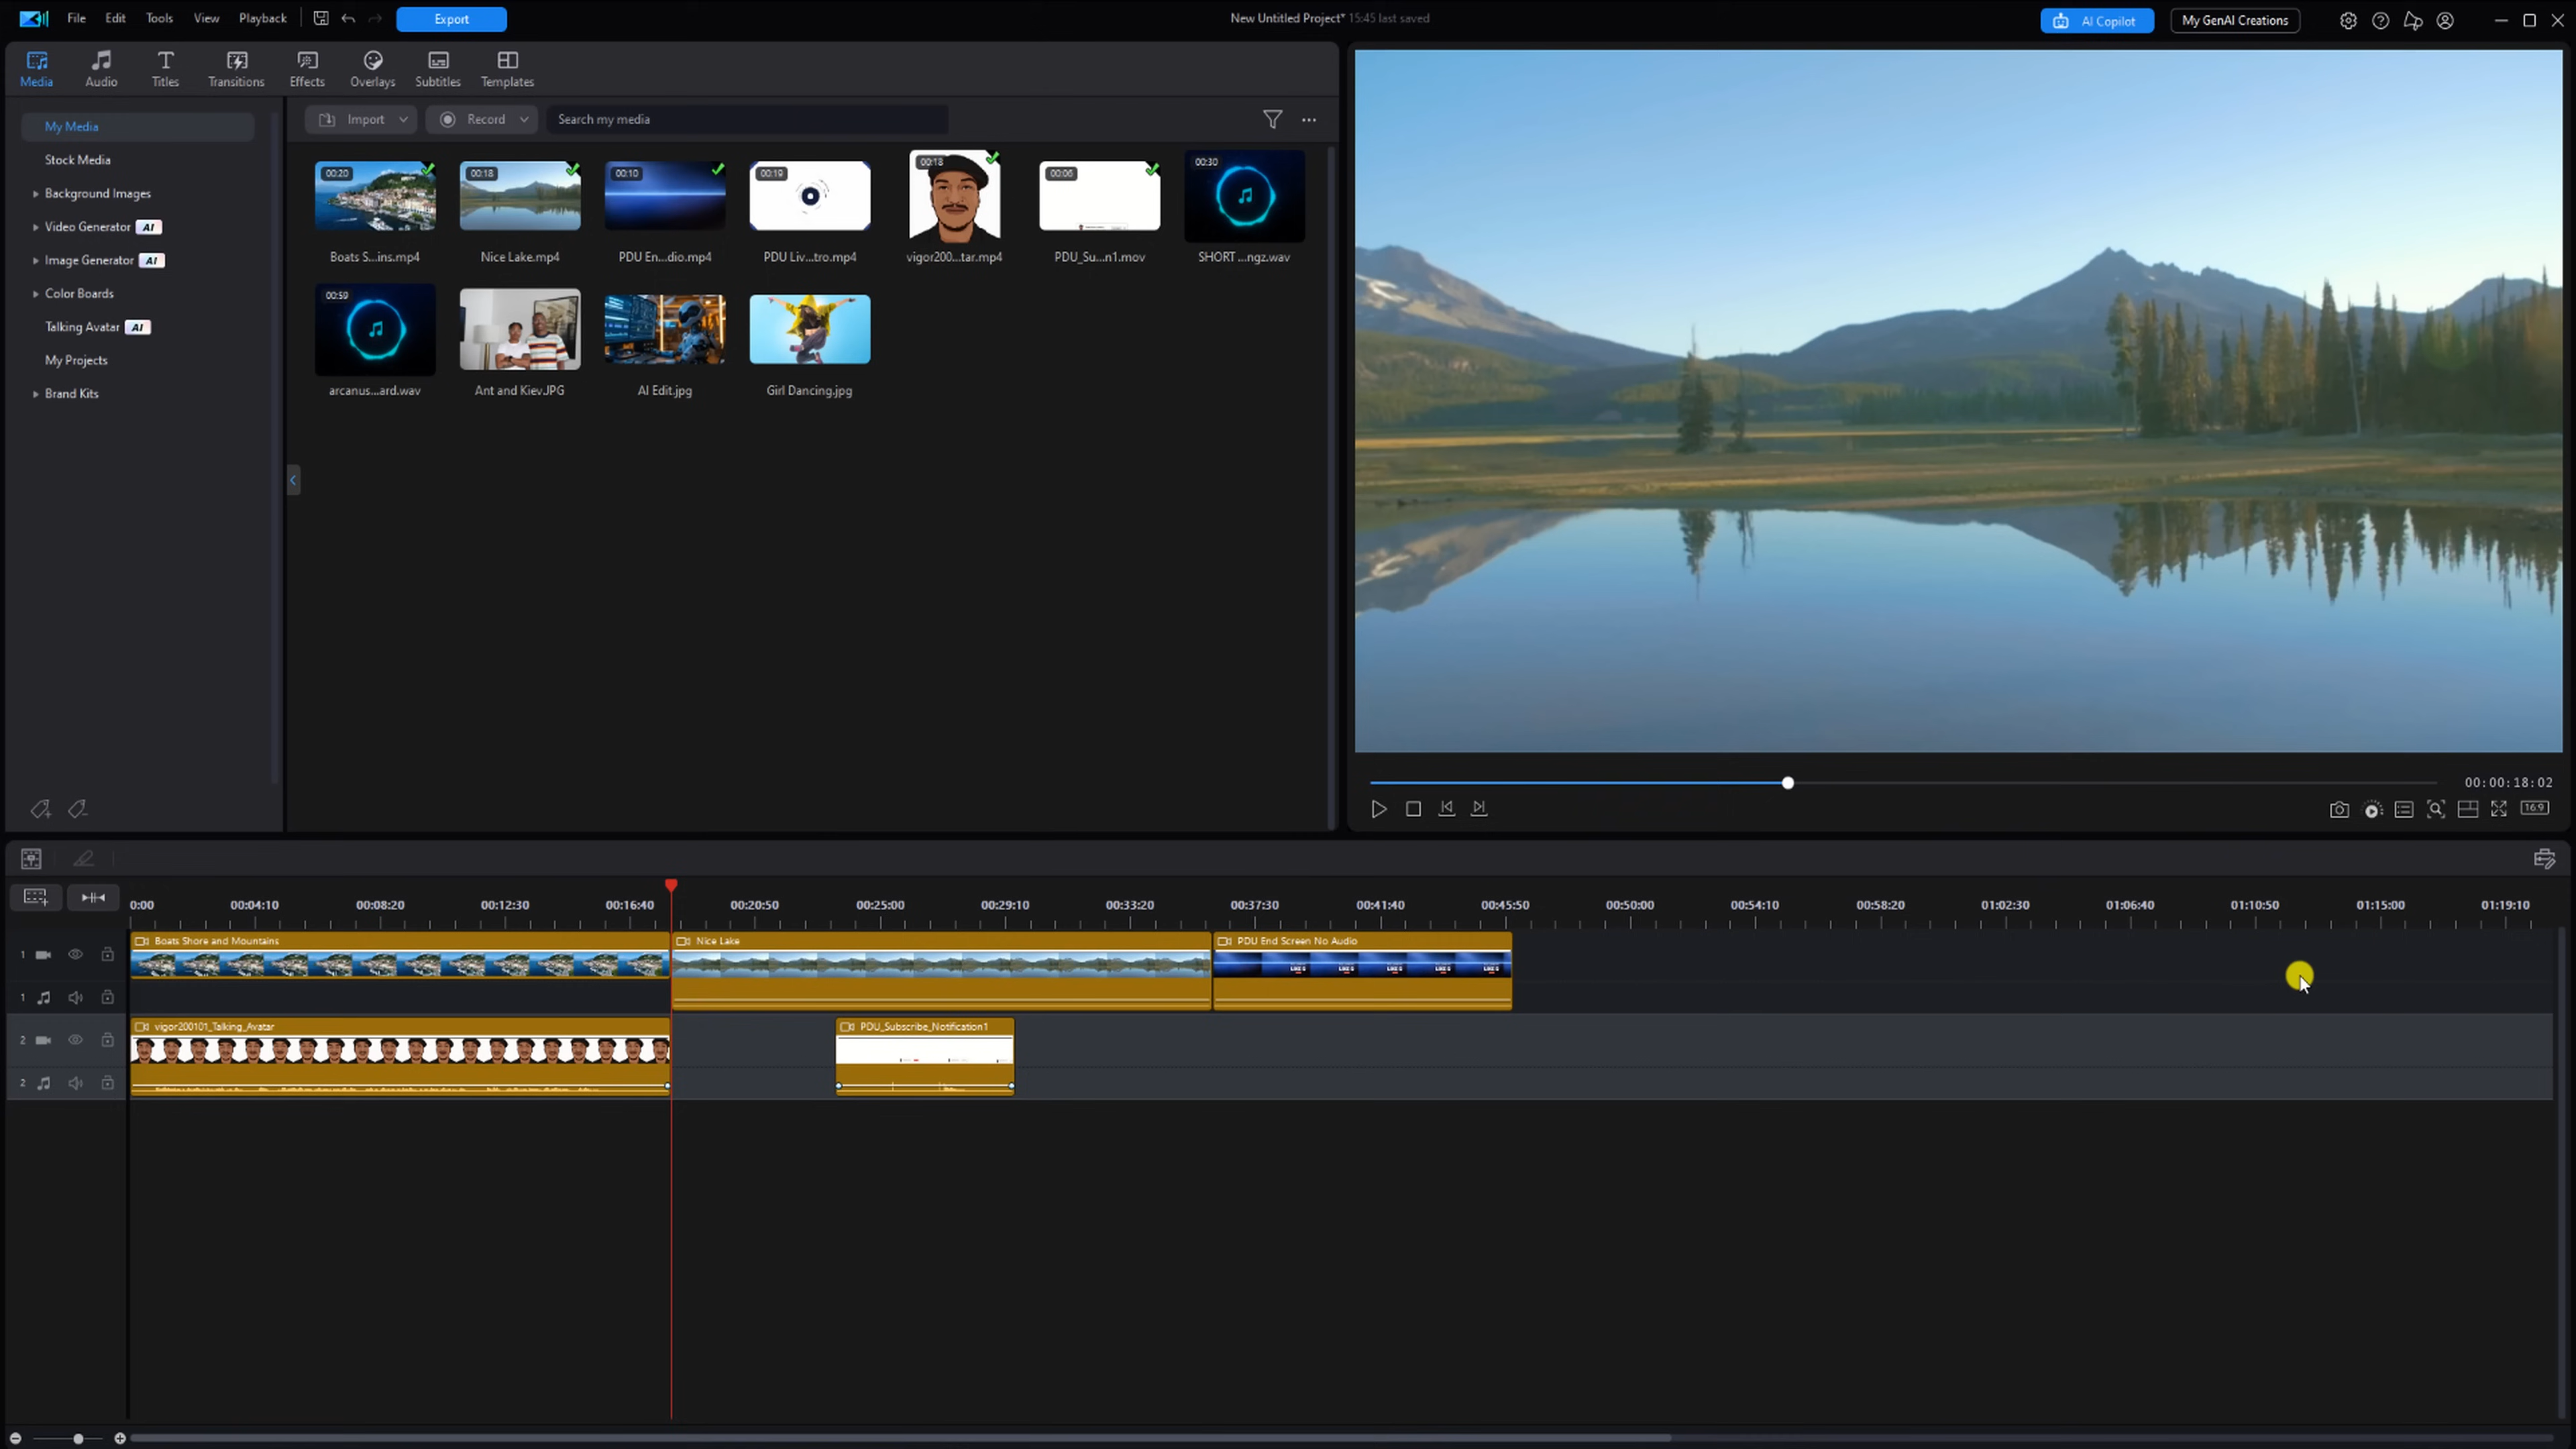 File Edit Tools View Playback Export New Untitled Project* 15:45 last saved AI Copilot My GenAI Creations
Media Audio Titles Transitions Effects Overlays Subtitles Templates
Import Record Search my media
My Media
Stock Media
Background Images
Video Generator AI
Image Generator AI
Color Boards
Talking Avatar AI
My Projects
Brand Kits
00:20 00:18 00:10 00:19 00:18 00:06 00:30
Boats S...ins.mp4 Nice Lake.mp4 PDU En...dio.mp4 PDU Liv...tro.mp4 vigor200...tar.mp4 PDU_Su...n1.mov SHORT ...ngz.wav
00:59
arcanus...ard.wav Ant and Kiev.JPG AI Edit.jpg Girl Dancing.jpg
00:00:18:02
16:9
0:00 00:04:10 00:08:20 00:12:30 00:16:40 00:20:50 00:25:00 00:29:10 00:33:20 00:37:30 00:41:40 00:45:50 00:50:00 00:54:10 00:58:20 01:02:30 01:06:40 01:10:50 01:15:00 01:19:10
Boats Shore and Mountains Nice Lake PDU End Screen No Audio
1
1
vigor200101_Talking_Avatar PDU_Subscribe_Notification1
2
2